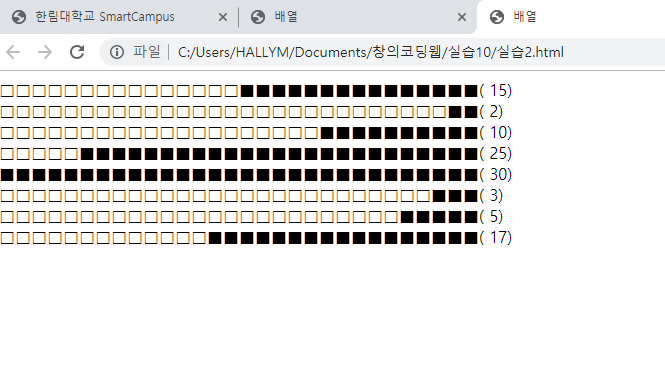 한림대학교 SmartCampus
배열
배열
파일 C:/Users/HALLYM/Documents/창의코딩웹/실습10/실습2.html
□□□□□□□□□□□□□□□■■■■■■■■■■■■■■■( 15)
□□□□□□□□□□□□□□□□□□□□□□□□□□□□■■( 2)
□□□□□□□□□□□□□□□□□□□□■■■■■■■■■■( 10)
□□□□□■■■■■■■■■■■■■■■■■■■■■■■■■( 25)
■■■■■■■■■■■■■■■■■■■■■■■■■■■■■■( 30)
□□□□□□□□□□□□□□□□□□□□□□□□□□□■■■( 3)
□□□□□□□□□□□□□□□□□□□□□□□□□■■■■■( 5)
□□□□□□□□□□□□□■■■■■■■■■■■■■■■■■( 17)